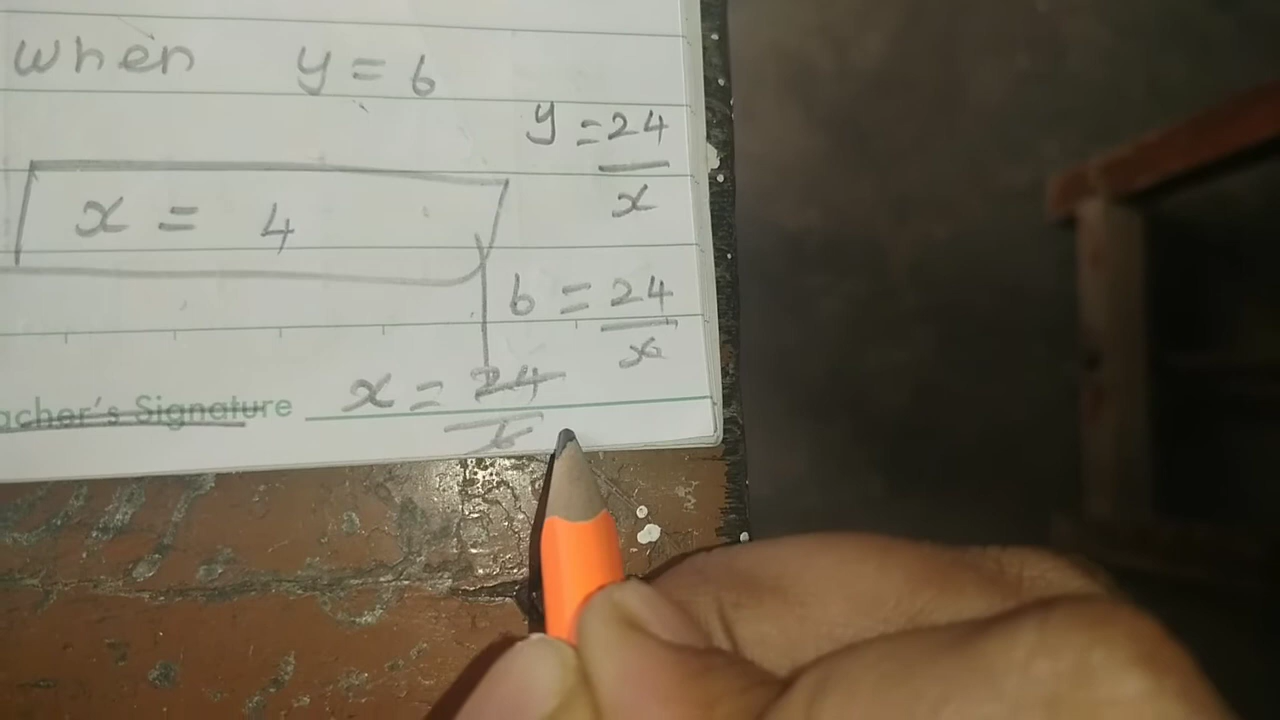 when y = 6
y = 24
x
x = 4
6 = 24
x
x = 24
6
acher's Signature